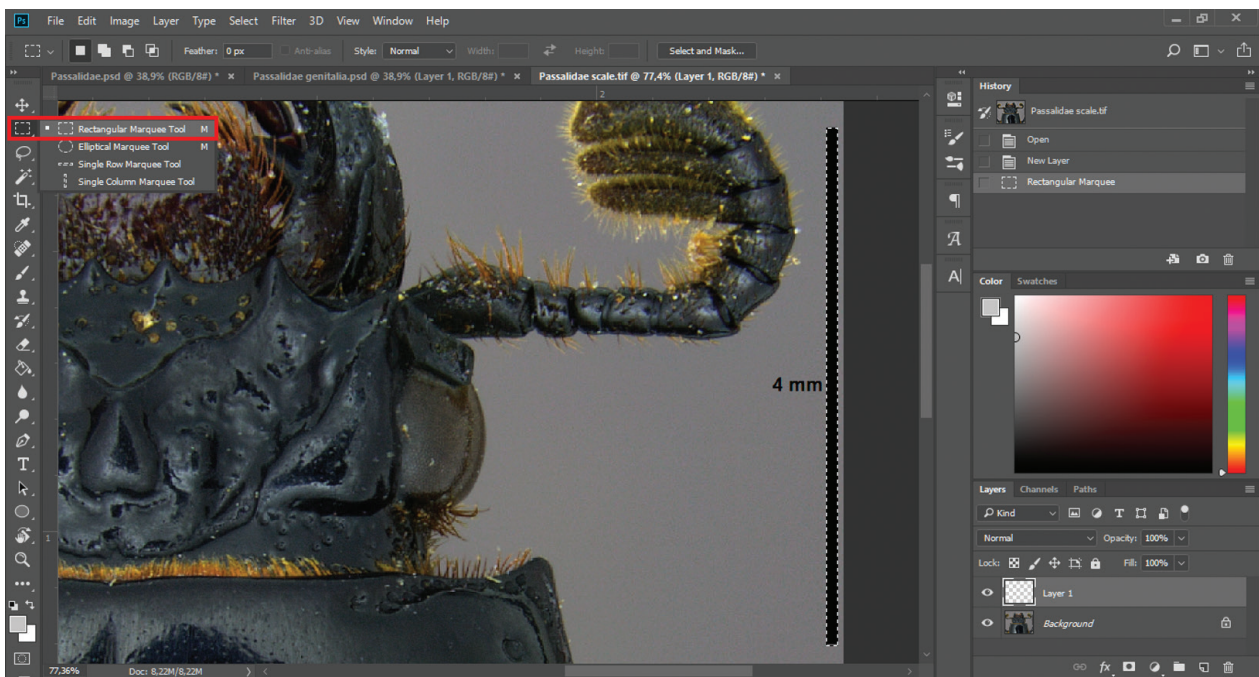 Ps File Edit Image Layer Type Select Filter 3D View Window Help
Feather: 0 px Anti-alias Style: Normal Width: Height: Select and Mask...
Passalidae.psd @ 38,9% (RGB/8#) * × Passalidae genitalia.psd @ 38,9% (Layer 1, RGB/8#) * × Passalidae scale.tif @ 77,4% (Layer 1, RGB/8#) * ×
2
Rectangular Marquee Tool M
Elliptical Marquee Tool M
Single Row Marquee Tool
Single Column Marquee Tool
4 mm
1
77,36% Doc: 8,22M/8,22M
History
Passalidae scale.tif
Open
New Layer
Rectangular Marquee
Color Swatches
Layers Channels Paths
Kind
Normal Opacity: 100%
Lock: Fill: 100%
Layer 1
Background
fx